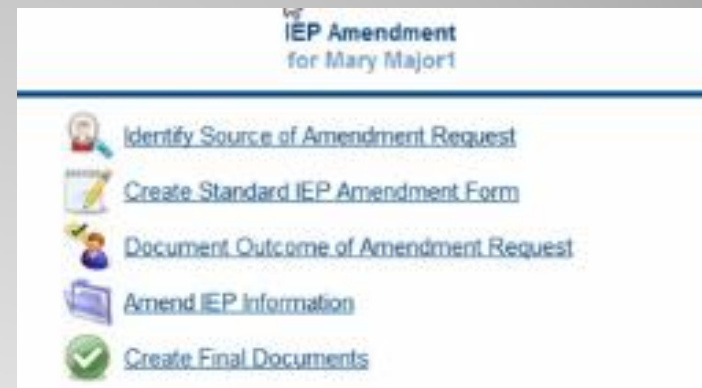 IEP Amendment
for Mary Major1
Identify Source of Amendment Request
Create Standard IEP Amendment Form
Document Outcome of Amendment Request
Amend IEP Information
Create Final Documents